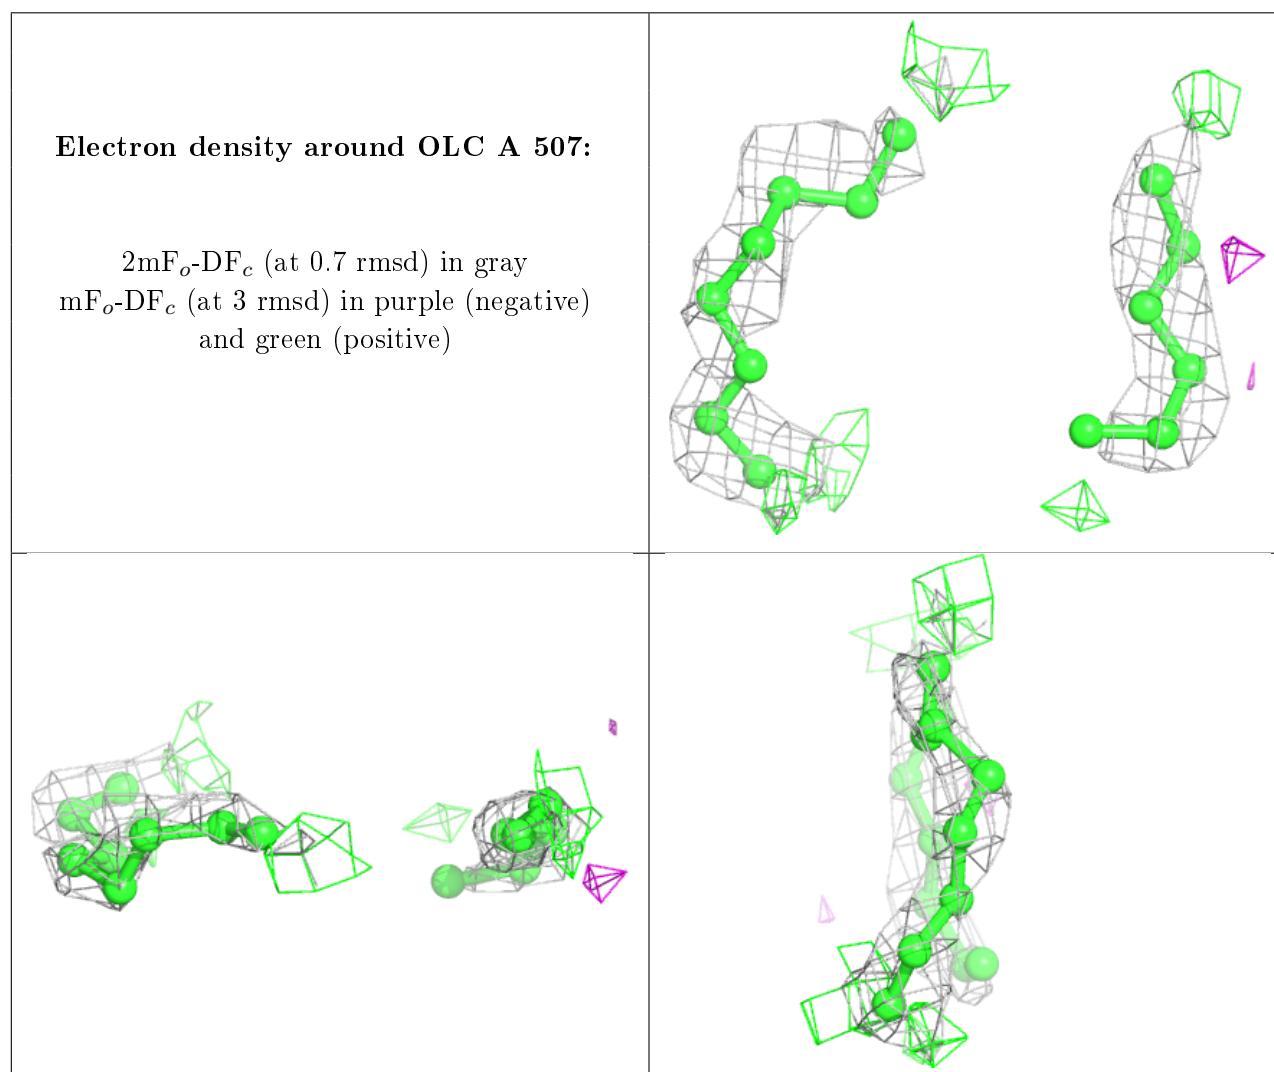 Electron density around OLC A 507:
2mFₒ-DF𝒸 (at 0.7 rmsd) in gray
mFₒ-DF𝒸 (at 3 rmsd) in purple (negative)
and green (positive)